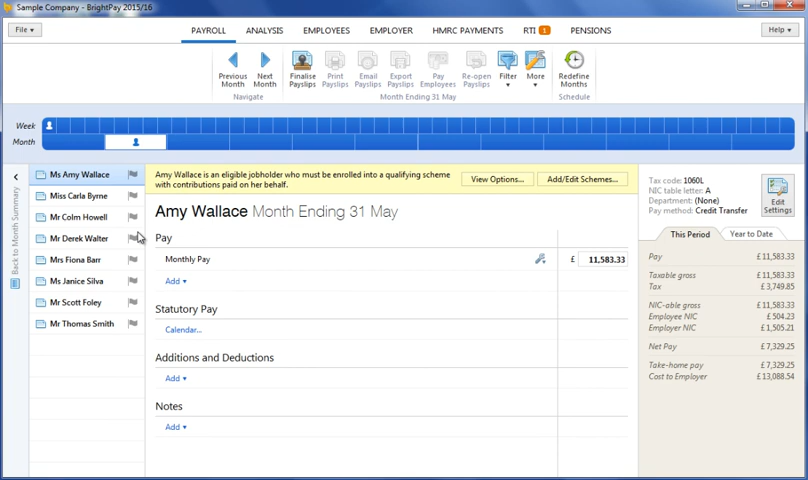 Sample Company - BrightPay 2015/16
File
PAYROLL ANALYSIS EMPLOYEES EMPLOYER HMRC PAYMENTS RTI 1 PENSIONS
Help
Previous Month
Next Month
Finalise Payslips
Print Payslips
Email Payslips
Export Payslips
Pay Employees
Re-open Payslips
Filter
More
Redefine Months
Navigate
Month Ending 31 May
Schedule
Week
Month
Back to Month Summary
Ms Amy Wallace
Miss Carla Byrne
Mr Colm Howell
Mr Derek Walter
Mrs Fiona Barr
Ms Janice Silva
Mr Scott Foley
Mr Thomas Smith
Amy Wallace is an eligible jobholder who must be enrolled into a qualifying scheme
with contributions paid on her behalf.
View Options...
Add/Edit Schemes...
Amy Wallace Month Ending 31 May
Pay
Monthly Pay £ 11,583.33
Add
Statutory Pay
Calendar...
Additions and Deductions
Add
Notes
Add
Tax code: 1060L
NIC table letter: A
Department: (None)
Pay method: Credit Transfer
Edit Settings
This Period Year to Date
Pay £ 11,583.33
Taxable gross £ 11,583.33
Tax £ 3,749.85
NIC-able gross £ 11,583.33
Employee NIC £ 504.23
Employer NIC £ 1,505.21
Net Pay £ 7,329.25
Take-home pay £ 7,329.25
Cost to Employer £ 13,088.54